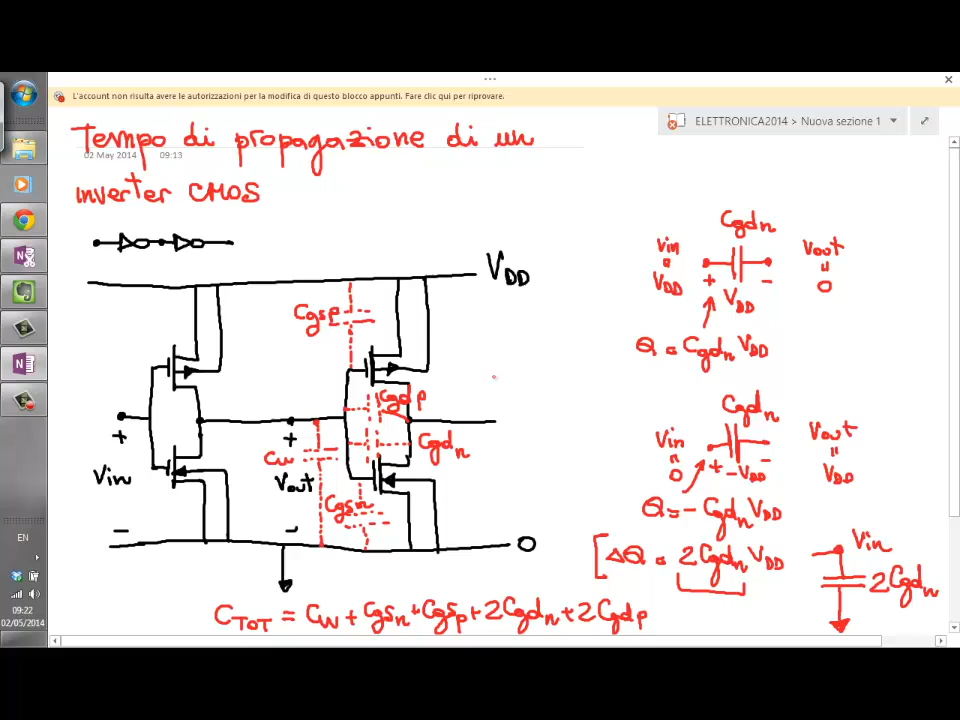 L'account non risulta avere le autorizzazioni per la modifica di questo blocco appunti. Fare clic qui per riprovare.
ELETTRONICA2014 > Nuova sezione 1
Tempo di propagazione di un
02 May 2014 09:13
inverter CMOS
VDD
Cgsp
Cgdp
Cgdn
+
Vin
−
Cw
+
Vout
−
Cgsn
0
CTOT = Cw + Cgsn + Cgsp + 2Cgdn + 2Cgdp
Cgdn
Vin
=
VDD
+ −
VDD
Vout
=
0
Q = Cgdn VDD
Cgdn
Vin
=
0
+ −
−VDD
Vout
=
VDD
Q = − Cgdn VDD
[ΔQ = 2Cgdn VDD
Vin
2Cgdn
EN
09:22
02/05/2014